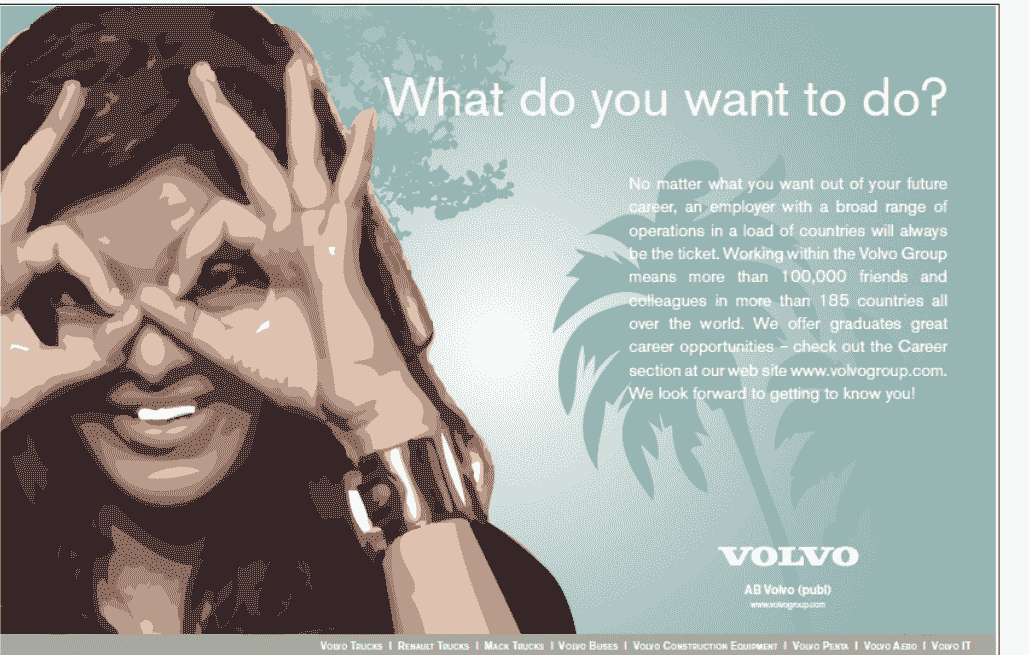 What do you want to do?
No matter what you want out of your future
career, an employer with a broad range of
operations in a load of countries will always
be the ticket. Working within the Volvo Group
means more than 100,000 friends and
colleagues in more than 185 countries all
over the world. We offer graduates great
career opportunities – check out the Career
section at our web site www.volvogroup.com.
We look forward to getting to know you!
VOLVO
AB Volvo (publ)
www.volvogroup.com
VOLVO TRUCKS | RENAULT TRUCKS | MACK TRUCKS | VOLVO BUSES | VOLVO CONSTRUCTION EQUIPMENT | VOLVO PENTA | VOLVO AERO | VOLVO IT